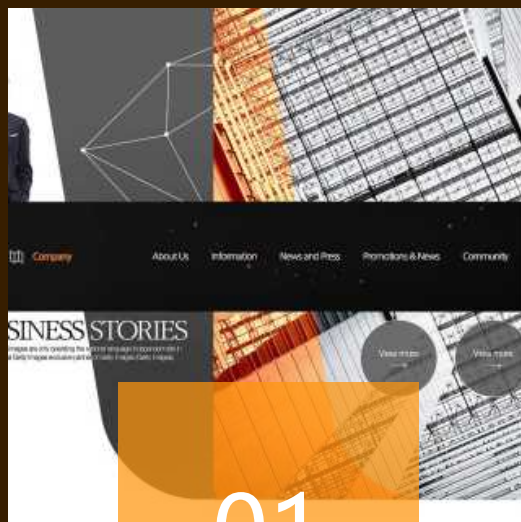 Company
About Us
Information
News and Press
Promotions & News
Community
SINESS STORIES
View more
View more
01